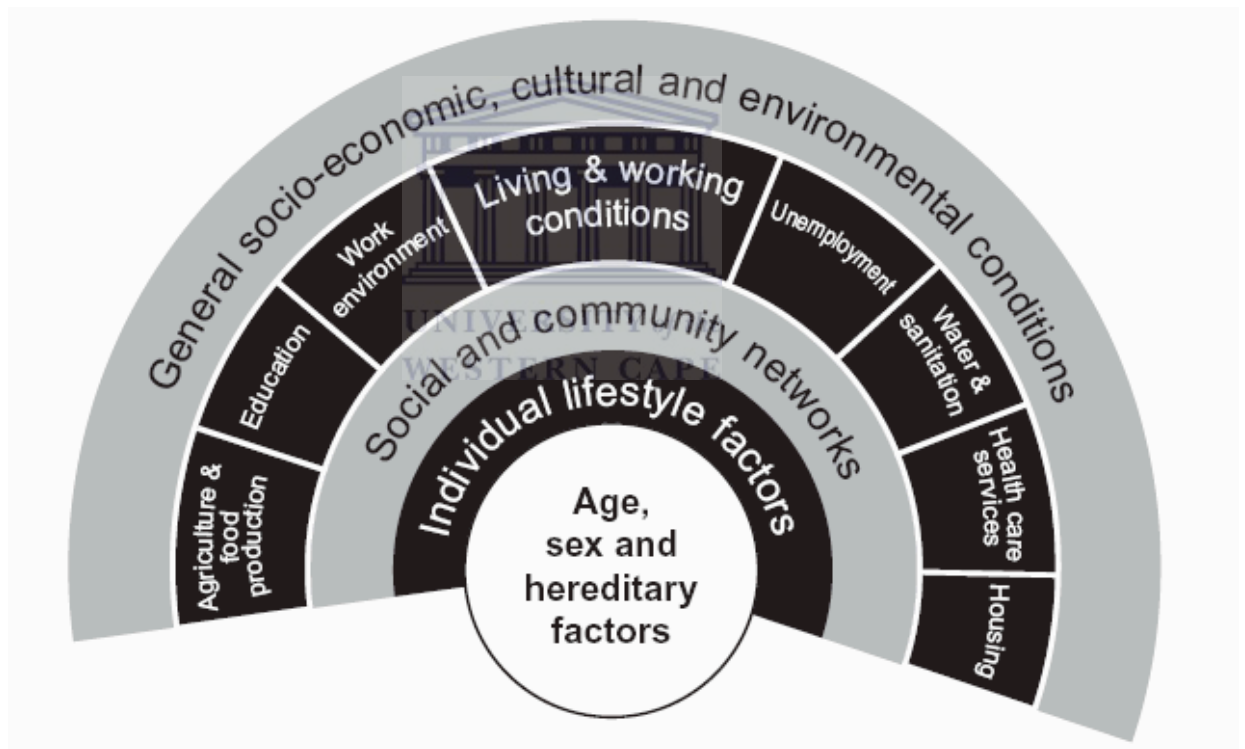 General socio-economic, cultural and environmental conditions
Agriculture &
food
production
Education
Work
environment
Living & working
conditions
Unemployment
Water &
sanitation
Health care
services
Housing
Social and community networks
Individual lifestyle factors
Age,
sex and
hereditary
factors
UNIVERSITY of the
WESTERN CAPE